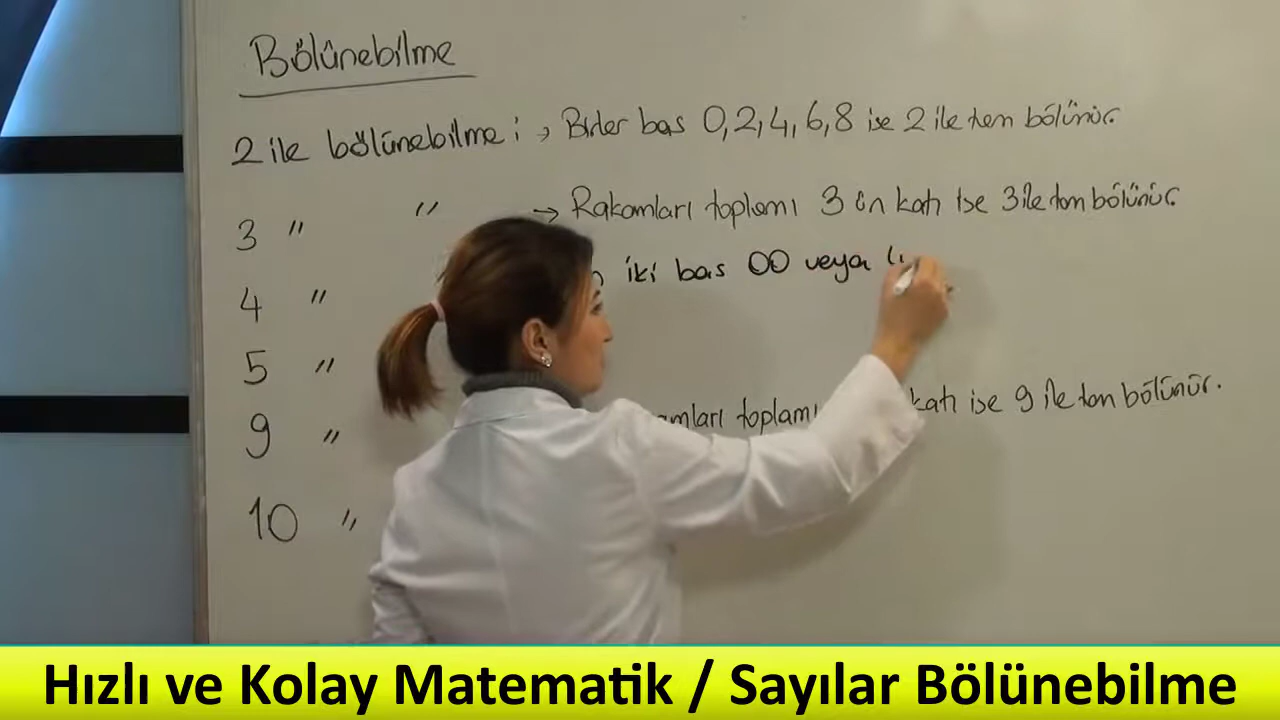 Bölünebilme
2 ile bölünebilme : → Birler bas 0,2,4,6,8 ise 2 ile tam bölünür.
3 " " → Rakamları toplamı 3 ün katı ise 3 ile tam bölünür.
4 " iki bas 00 veya
5 "
9 " toplamı katı ise 9 ile tam bölünür.
10 "
Hızlı ve Kolay Matematik / Sayılar Bölünebilme